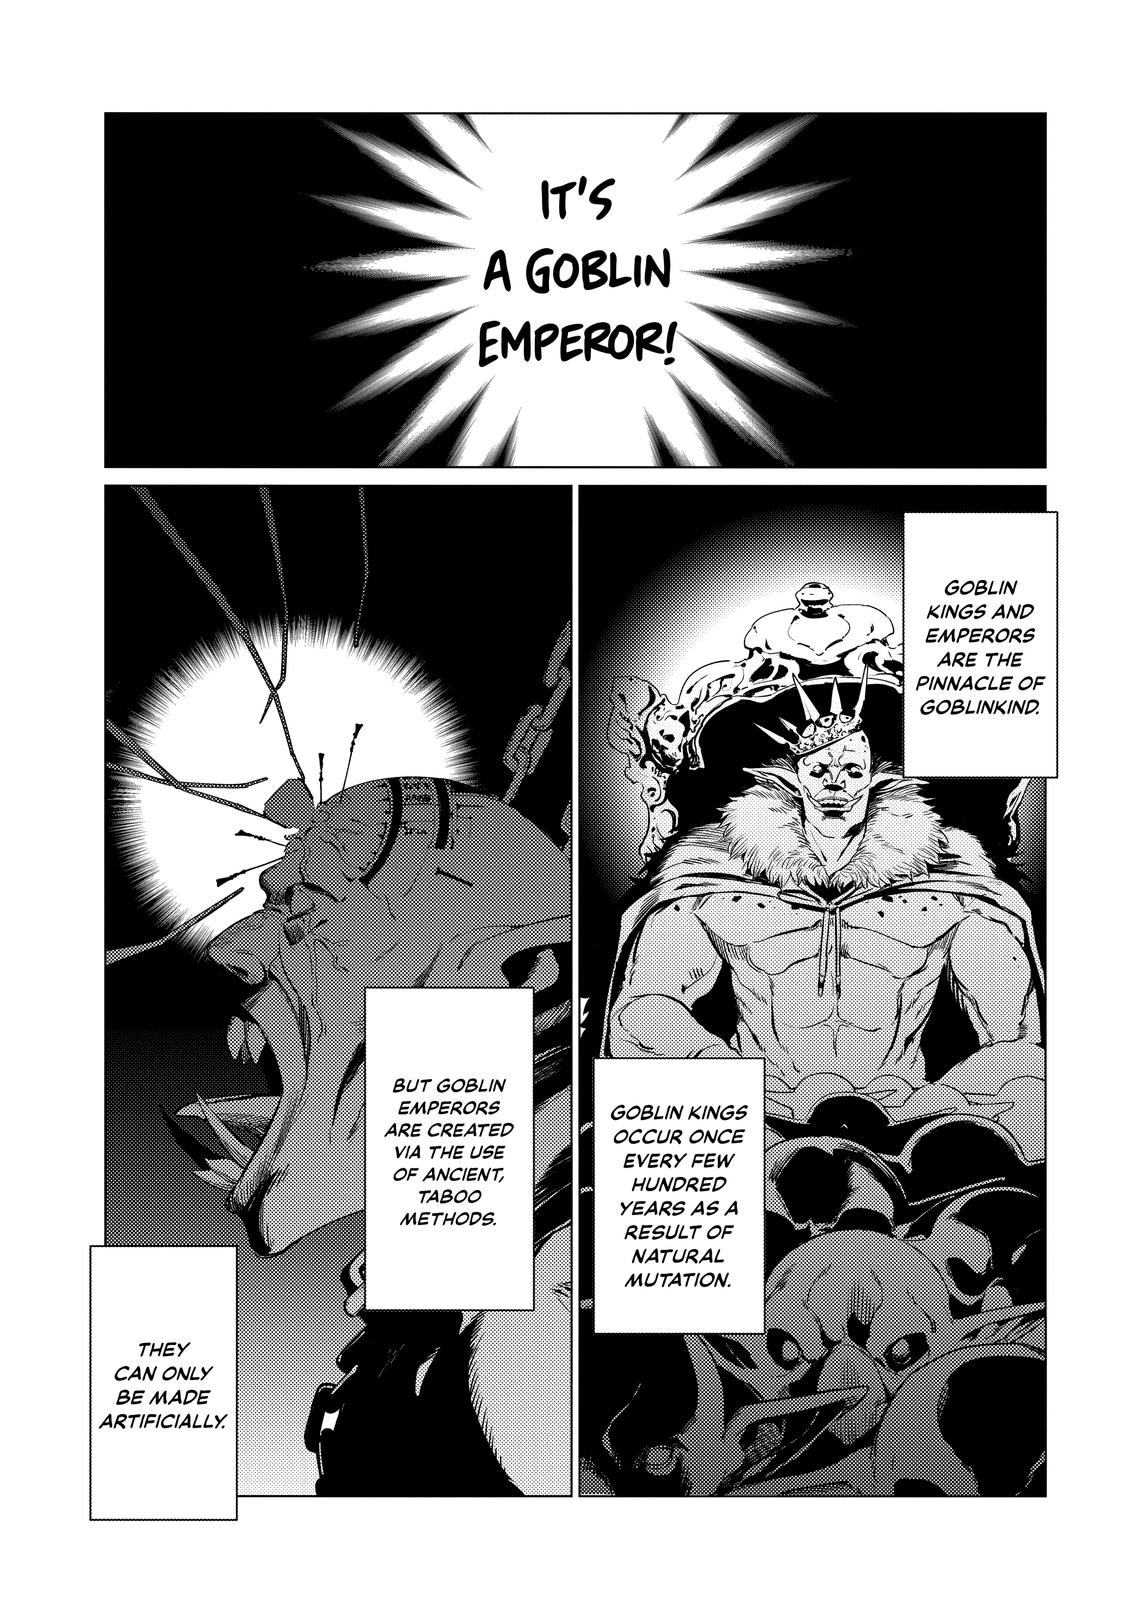 IT'S
A GOBLIN
EMPEROR!
GOBLIN
KINGS AND
EMPERORS
ARE THE
PINNACLE OF
GOBLINKIND.
GOBLIN KINGS
OCCUR ONCE
EVERY FEW
HUNDRED
YEARS AS A
RESULT OF
NATURAL
MUTATION.
BUT GOBLIN
EMPERORS
ARE CREATED
VIA THE USE
OF ANCIENT,
TABOO
METHODS.
THEY
CAN ONLY
BE MADE
ARTIFICIALLY.